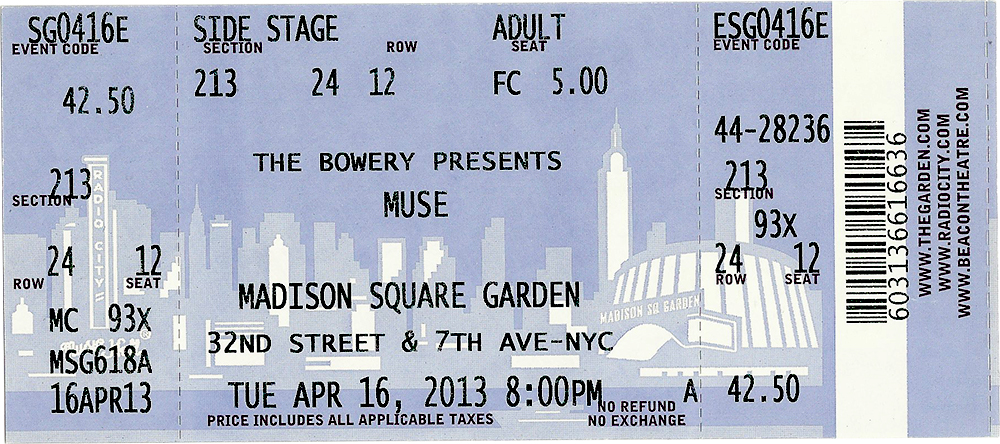 SG0416E
EVENT CODE
42.50
213
SECTION
24 12
ROW SEAT
MC 93X
MSG618A
16APR13
RADIO CITY
SIDE STAGE ADULT
SECTION ROW SEAT
213 24 12 FC 5.00
THE BOWERY PRESENTS
MUSE
MADISON SQUARE GARDEN
32ND STREET & 7TH AVE-NYC
TUE APR 16, 2013 8:00PM
PRICE INCLUDES ALL APPLICABLE TAXES
NO REFUND
NO EXCHANGE
MADISON SQ GARDEN
ESG0416E
EVENT CODE
44-28236
213
SECTION
93X
24 12
ROW SEAT
A 42.50
603136616636
WWW.THEGARDEN.COM
WWW.RADIOCITY.COM
WWW.BEACONTHEATRE.COM